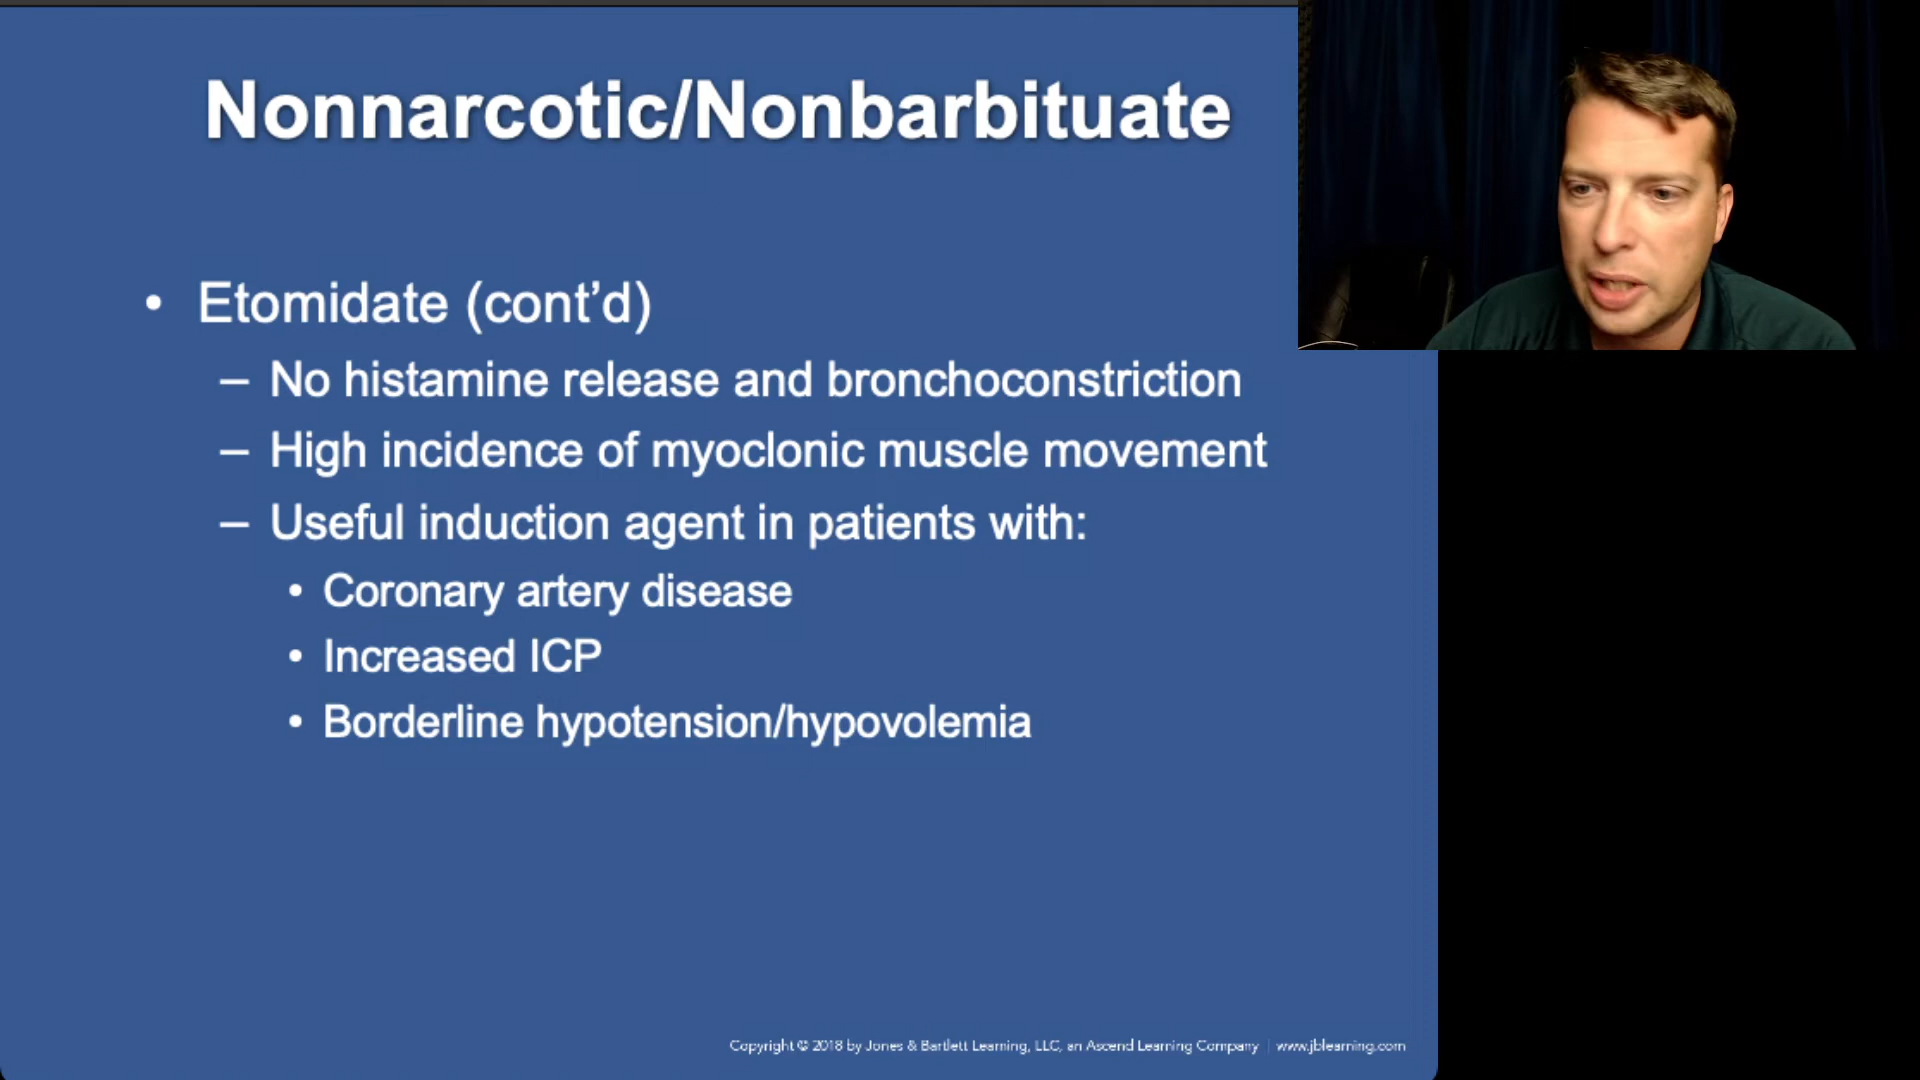 Nonnarcotic/Nonbarbituate
• Etomidate (cont’d)
– No histamine release and bronchoconstriction
– High incidence of myoclonic muscle movement
– Useful induction agent in patients with:
• Coronary artery disease
• Increased ICP
• Borderline hypotension/hypovolemia
Copyright © 2018 by Jones & Bartlett Learning, LLC, an Ascend Learning Company | www.jblearning.com